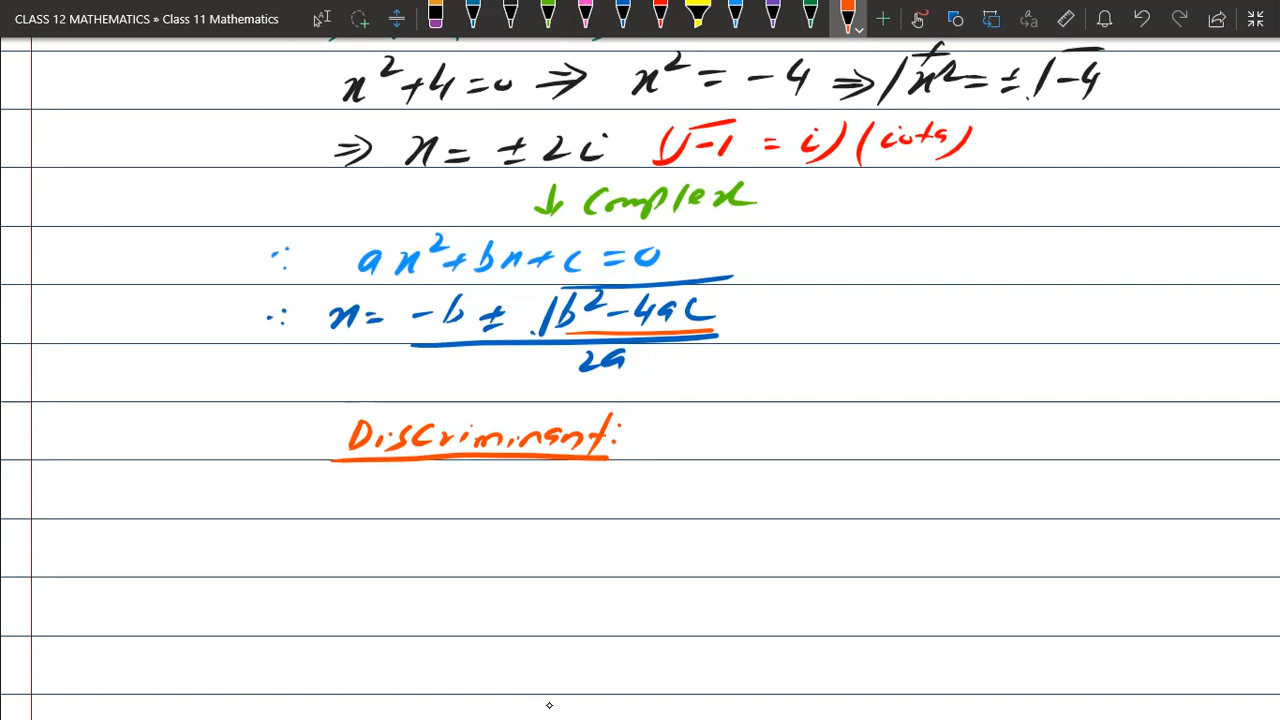 CLASS 12 MATHEMATICS » Class 11 Mathematics
x²+4=0 ⇒ x² = -4 ⇒ √x² = ±√-4
⇒ x = ±2i (√-1 = i) (iota)
↓ Complex
∴ ax²+bx+c=0
∴ x = -b ± √b²-4ac
2a
Discriminant: